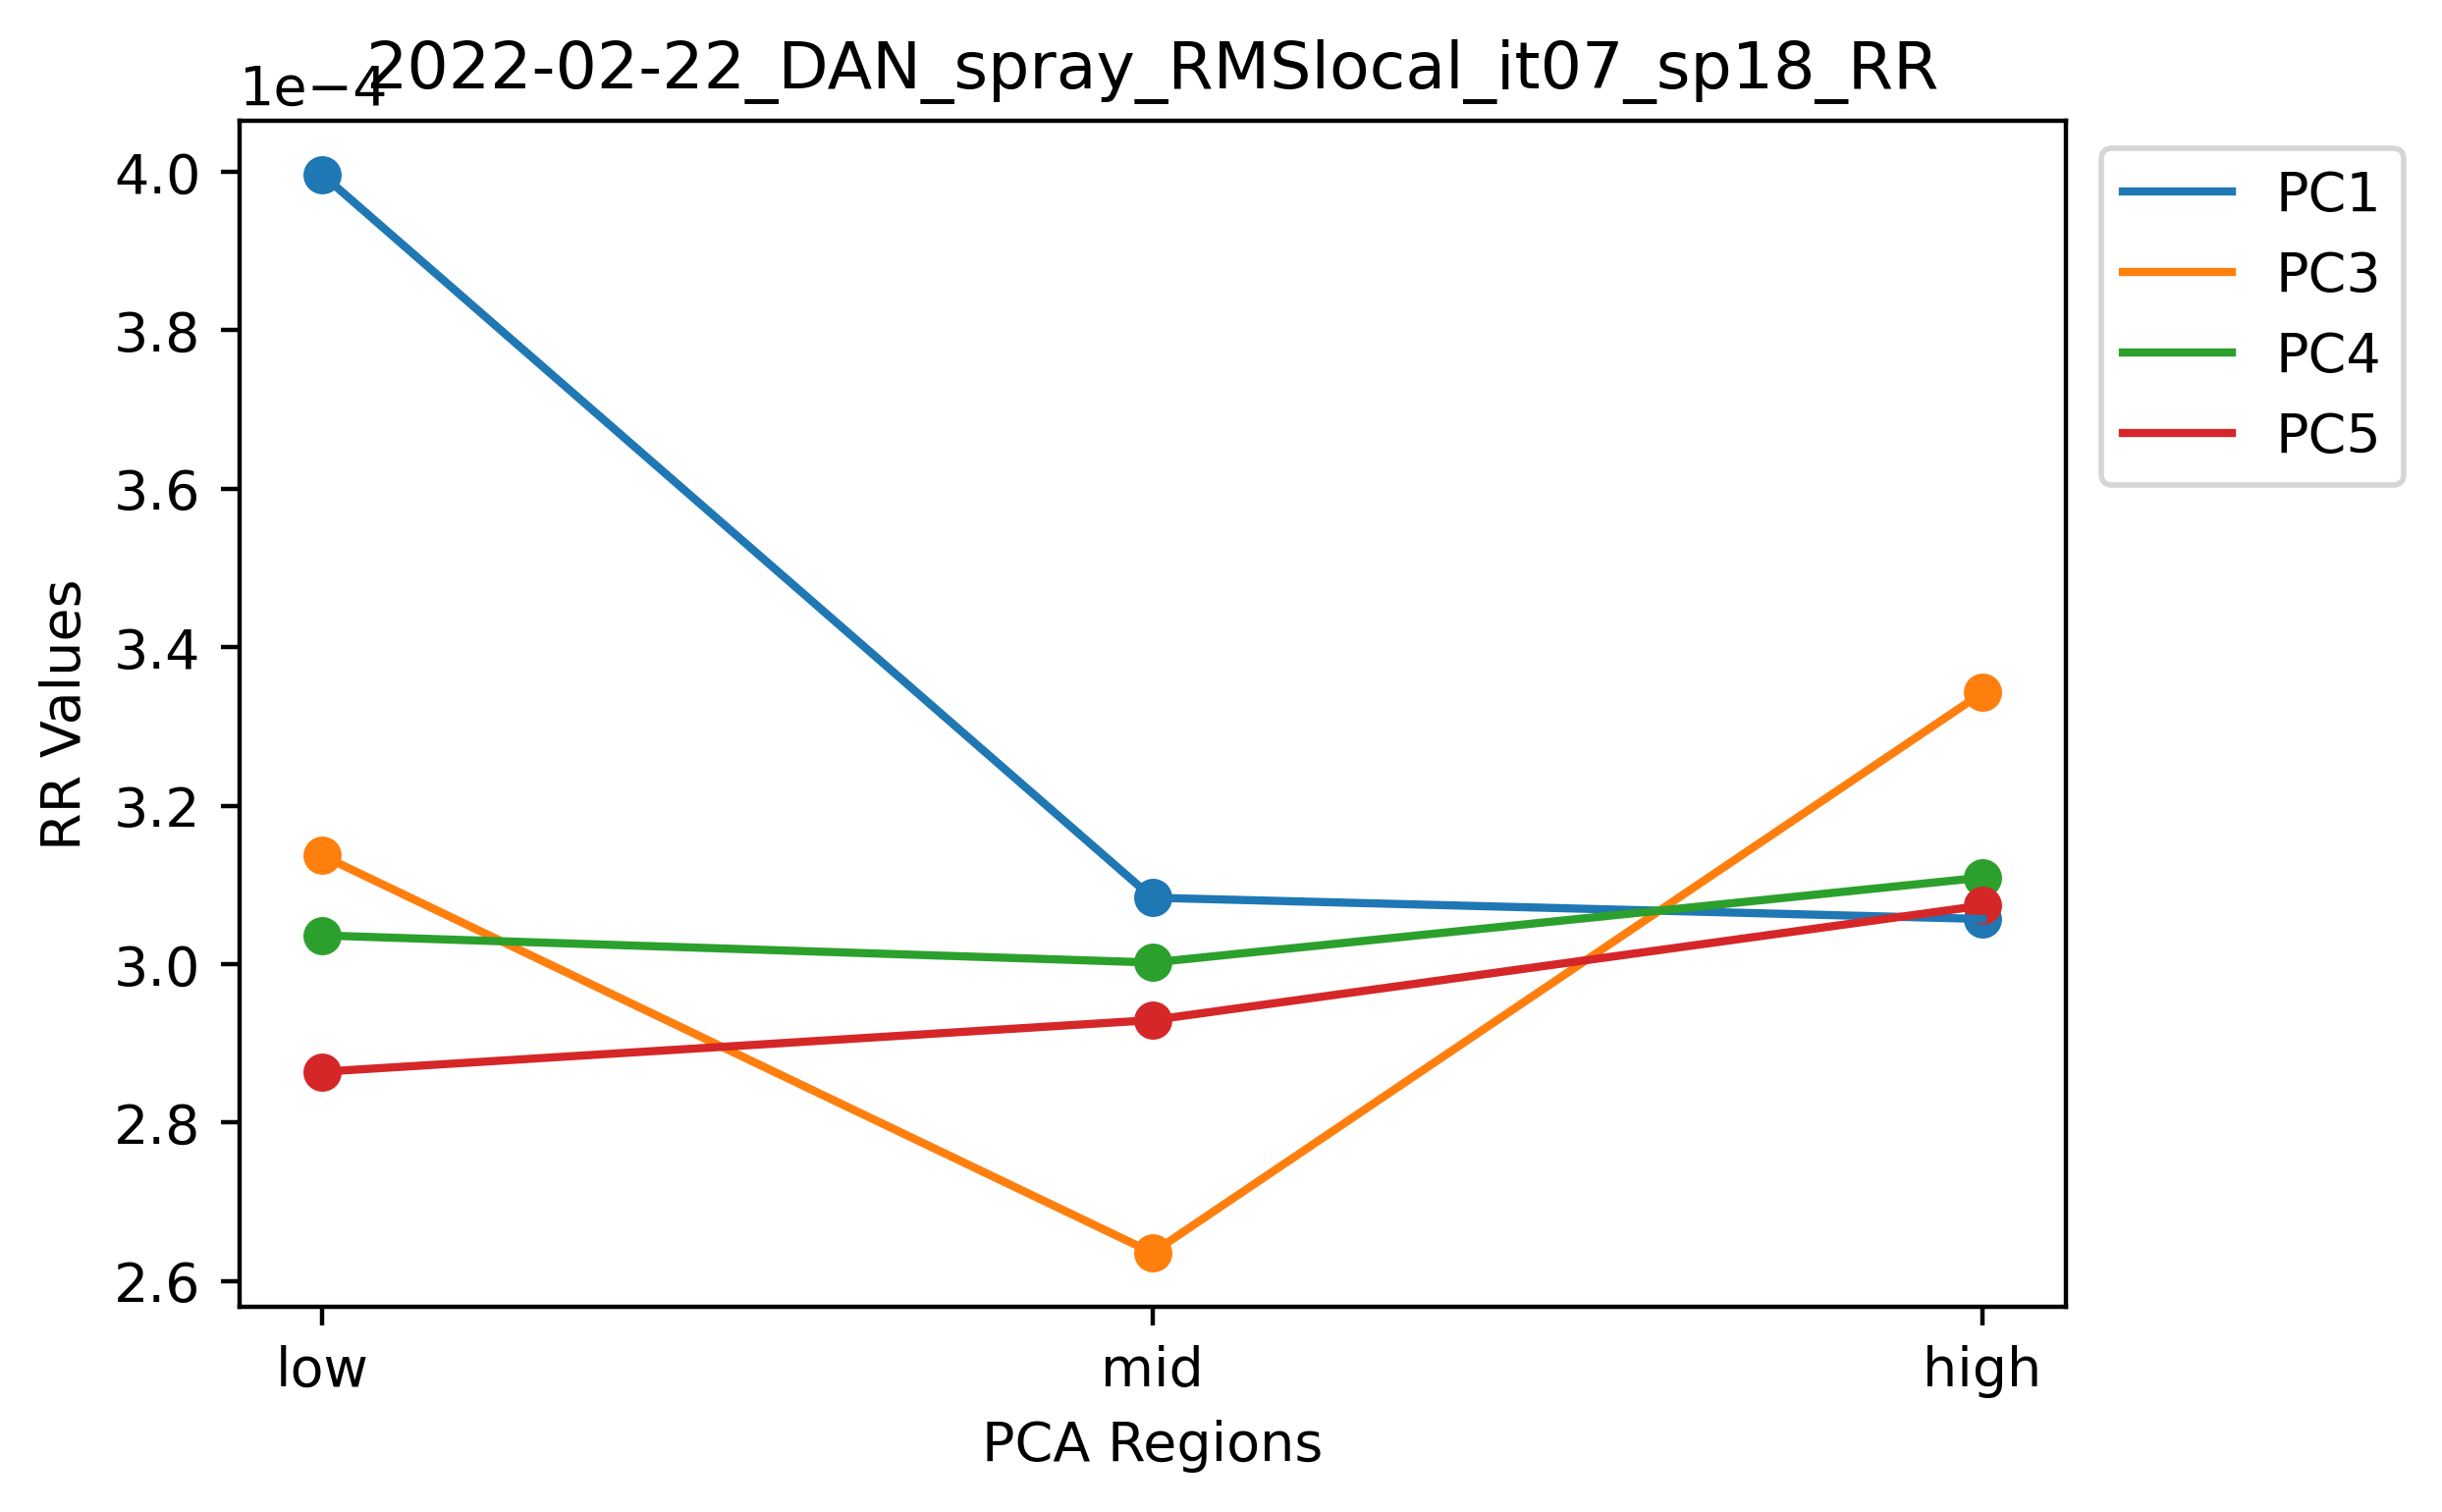 1e−4
2022-02-22_DAN_spray_RMSlocal_it07_sp18_RR
4.0
3.8
3.6
3.4
3.2
3.0
2.8
2.6
RR Values
low mid high
PCA Regions
PC1
PC3
PC4
PC5